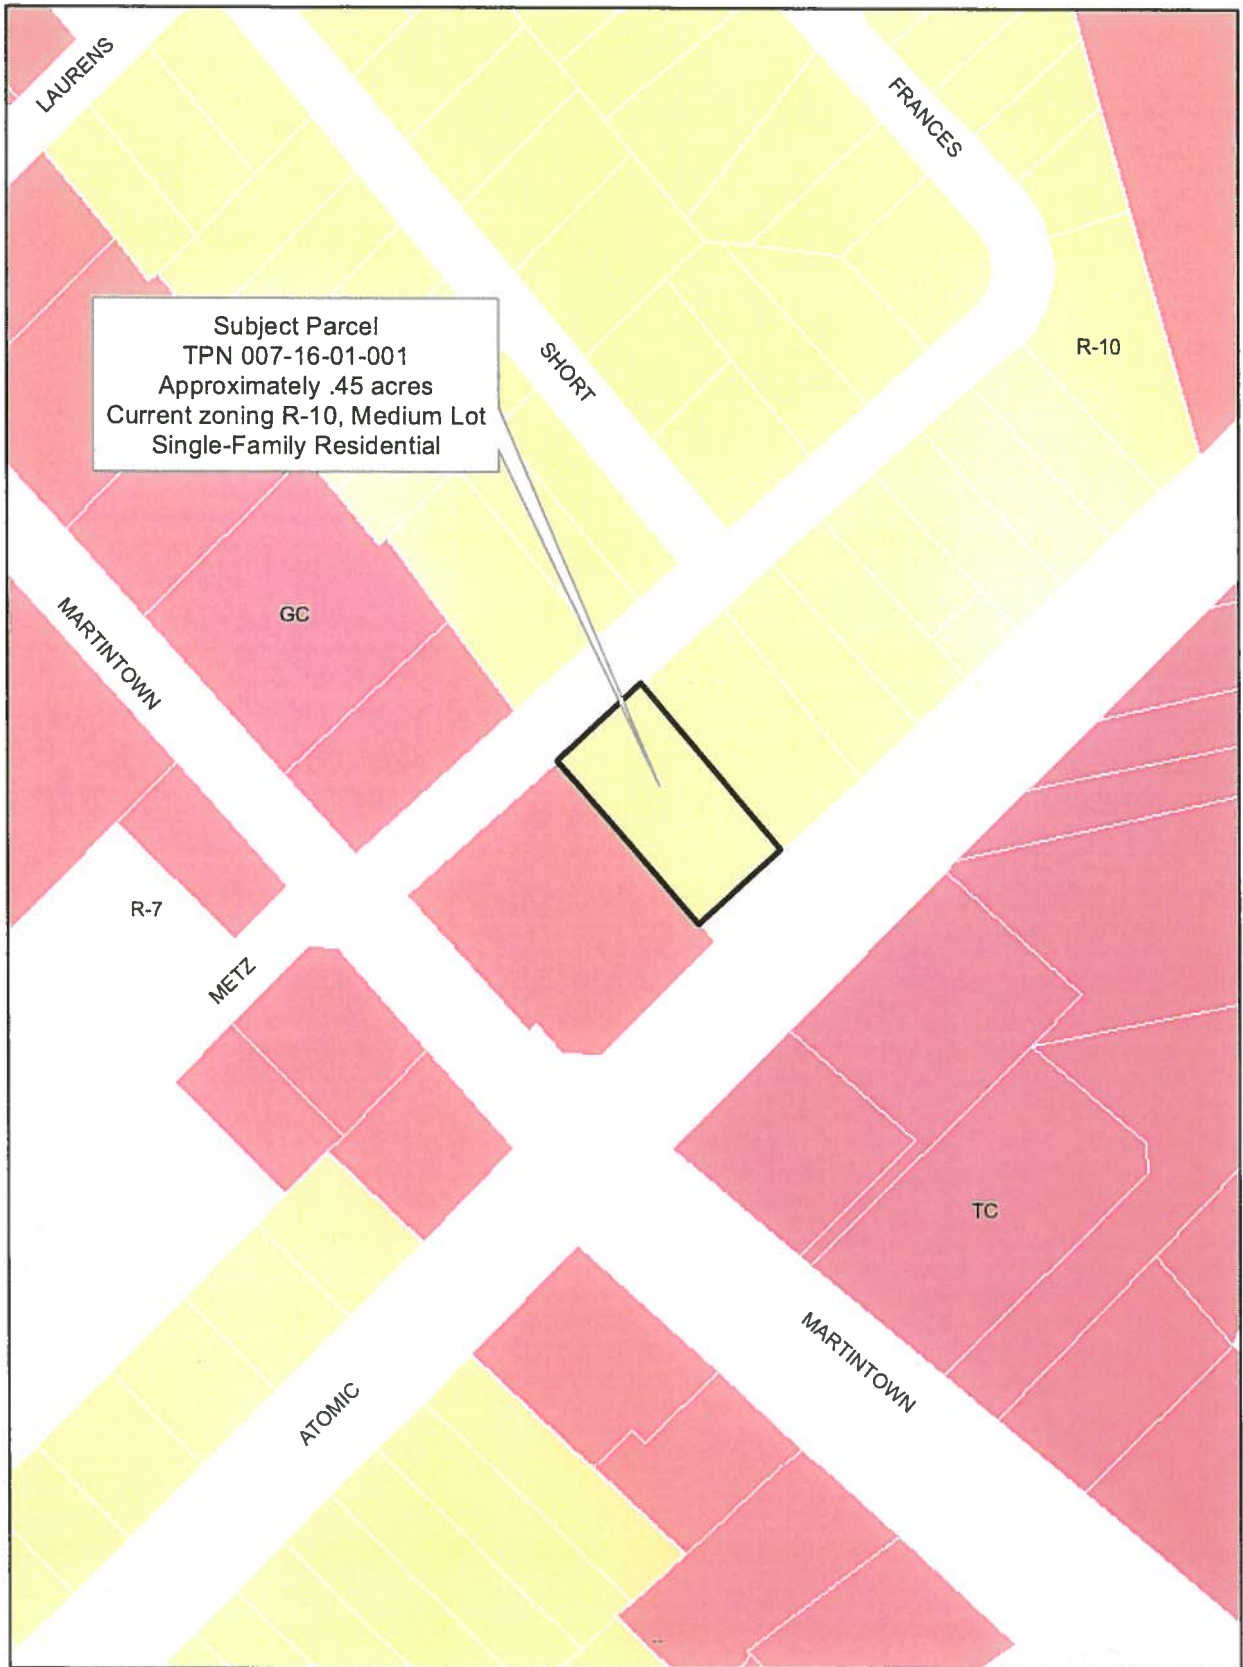 LAURENS
FRANCES
Subject Parcel
TPN 007-16-01-001
Approximately .45 acres
Current zoning R-10, Medium Lot
Single-Family Residential
SHORT
R-10
GC
MARTINTOWN
R-7
METZ
TC
MARTINTOWN
ATOMIC